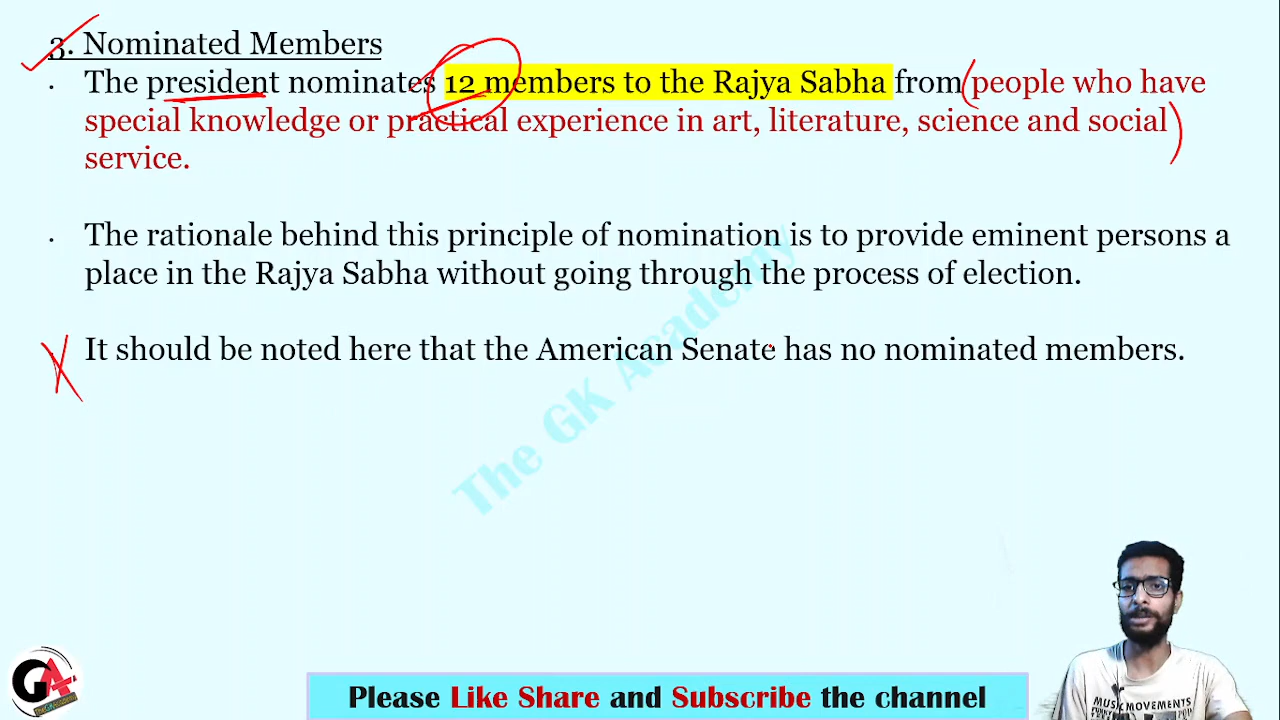 3. Nominated Members
· The president nominates 12 members to the Rajya Sabha from people who have
special knowledge or practical experience in art, literature, science and social
service.
· The rationale behind this principle of nomination is to provide eminent persons a
place in the Rajya Sabha without going through the process of election.
It should be noted here that the American Senate has no nominated members.
The GK Academy
MUSIC MOVEMENTS
GA
Please Like Share and Subscribe the channel